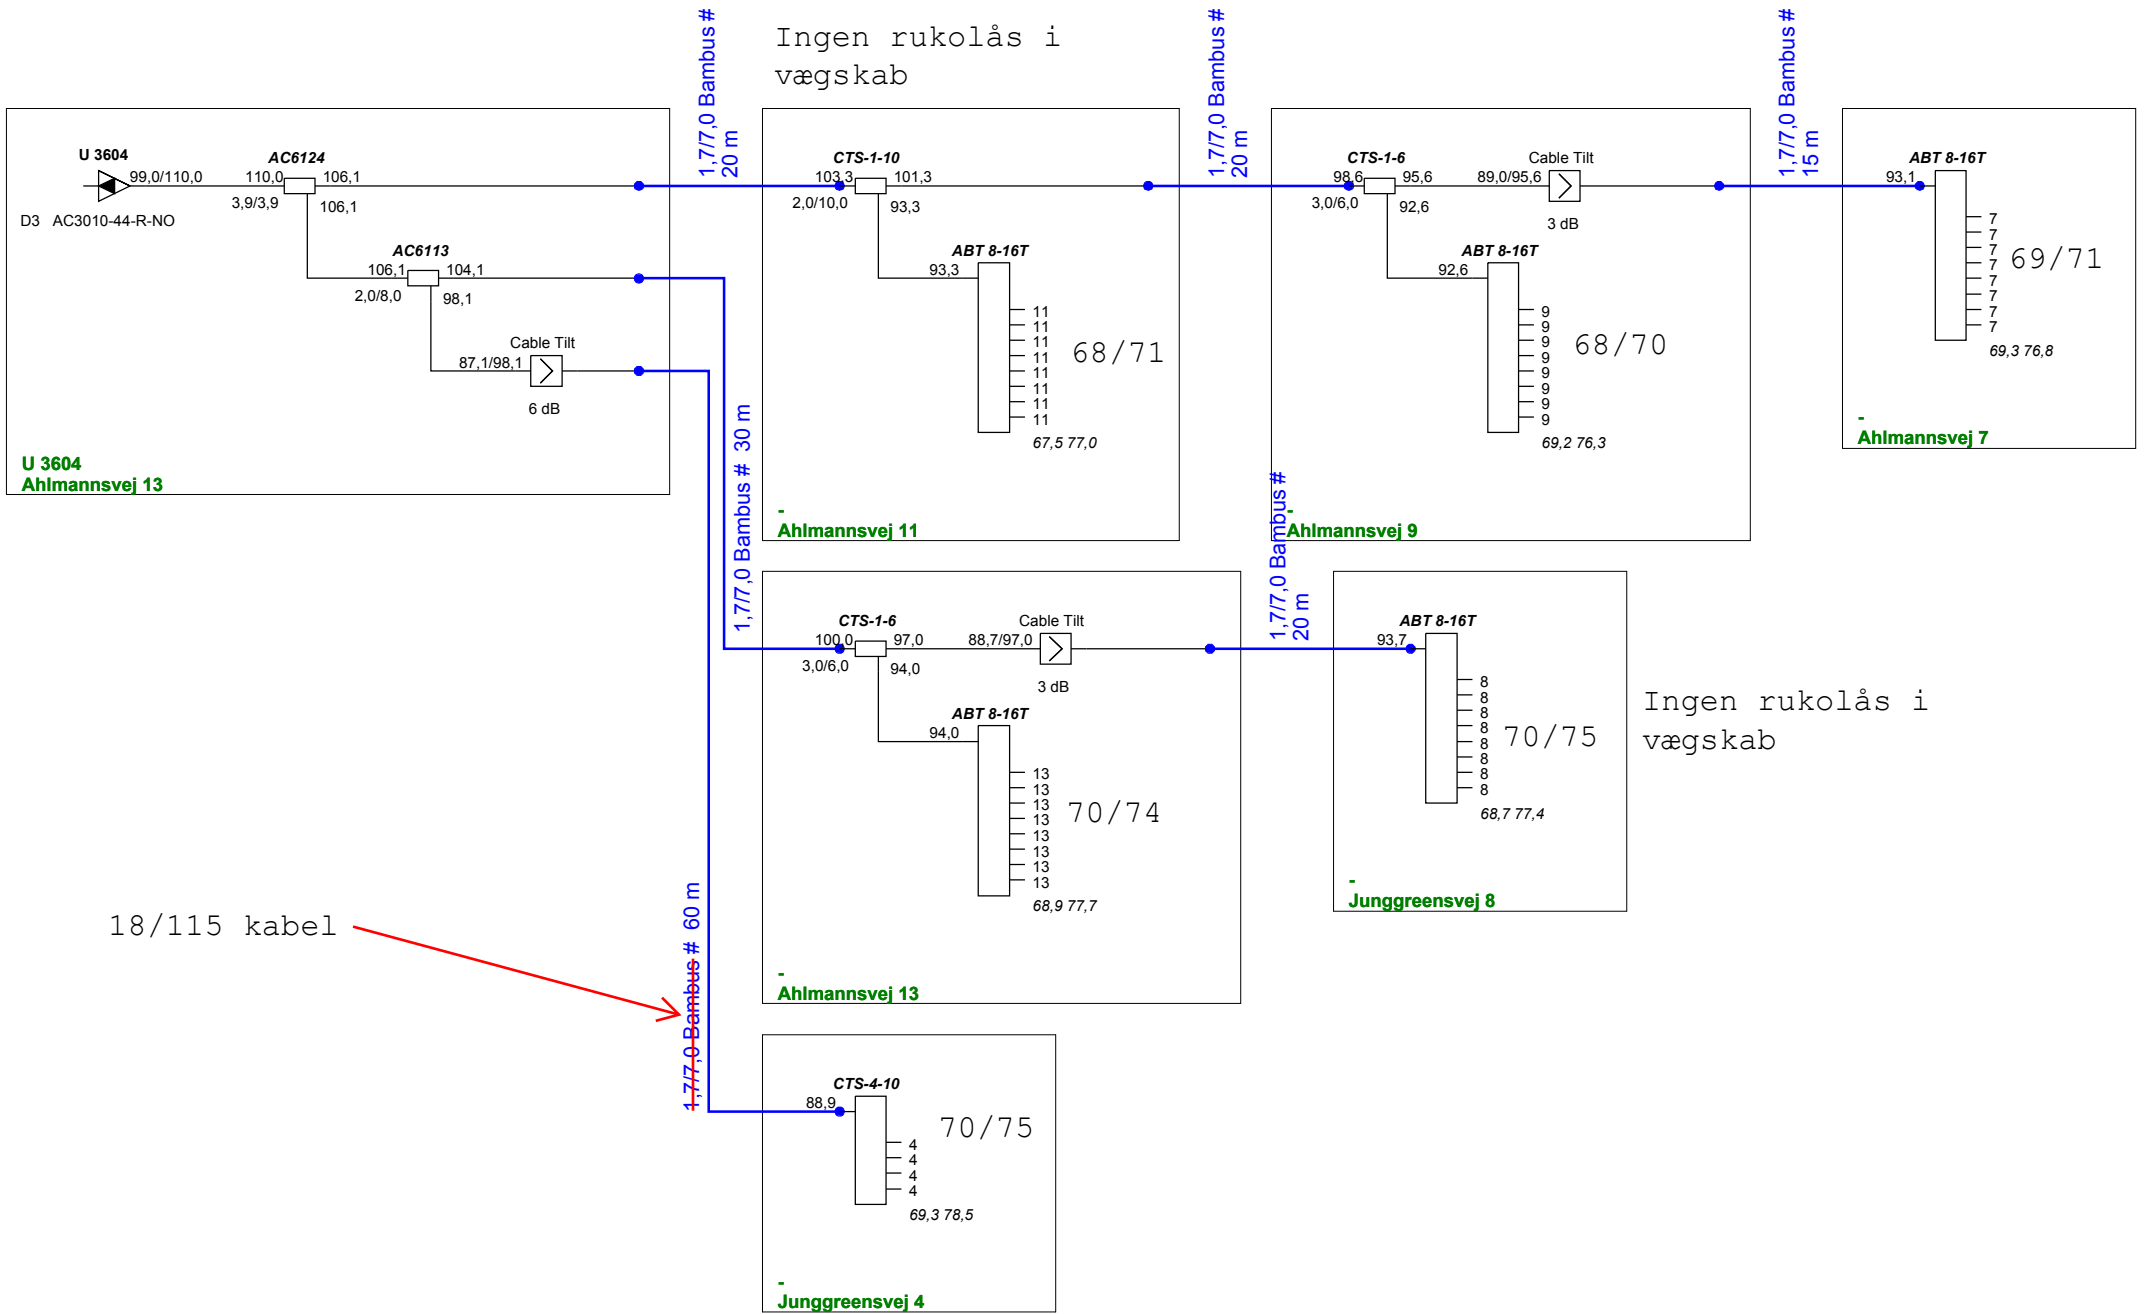 Ingen rukolås i
vægskab
1,7/7,0 Bambus #
20 m
1,7/7,0 Bambus #
20 m
1,7/7,0 Bambus #
15 m
U 3604
99,0/110,0
D3 AC3010-44-R-NO
AC6124
110,0
106,1
3,9/3,9
106,1
AC6113
106,1
104,1
2,0/8,0
98,1
Cable Tilt
87,1/98,1
6 dB
U 3604
Ahlmannsvej 13
CTS-1-10
103,3
101,3
2,0/10,0
93,3
ABT 8-16T
93,3
11
11
11
11
11
11
11
11
68/71
67,5 77,0
-
Ahlmannsvej 11
CTS-1-6
98,6
95,6
3,0/6,0
92,6
Cable Tilt
89,0/95,6
3 dB
ABT 8-16T
92,6
9
9
9
9
9
9
9
9
68/70
69,2 76,3
-
Ahlmannsvej 9
ABT 8-16T
93,1
7
7
7
7
7
7
7
7
69/71
69,3 76,8
-
Ahlmannsvej 7
1,7/7,0 Bambus # 30 m
CTS-1-6
100,0
97,0
3,0/6,0
94,0
Cable Tilt
88,7/97,0
3 dB
ABT 8-16T
94,0
13
13
13
13
13
13
13
13
70/74
68,9 77,7
-
Ahlmannsvej 13
1,7/7,0 Bambus #
20 m
ABT 8-16T
93,7
8
8
8
8
8
8
8
8
70/75
68,7 77,4
-
Junggreensvej 8
Ingen rukolås i
vægskab
18/115 kabel
1,7/7,0 Bambus # 60 m
CTS-4-10
88,9
70/75
4
4
4
4
69,3 78,5
-
Junggreensvej 4